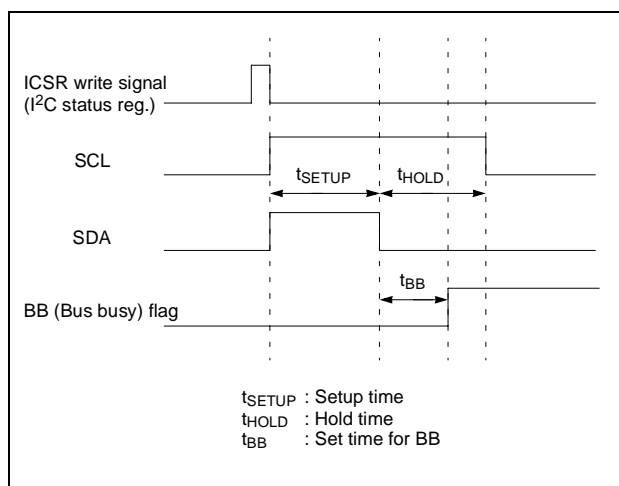 ICSR write signal
(I²C status reg.)
SCL
tSETUP
tHOLD
SDA
tBB
BB (Bus busy) flag
tSETUP : Setup time
tHOLD : Hold time
tBB : Set time for BB